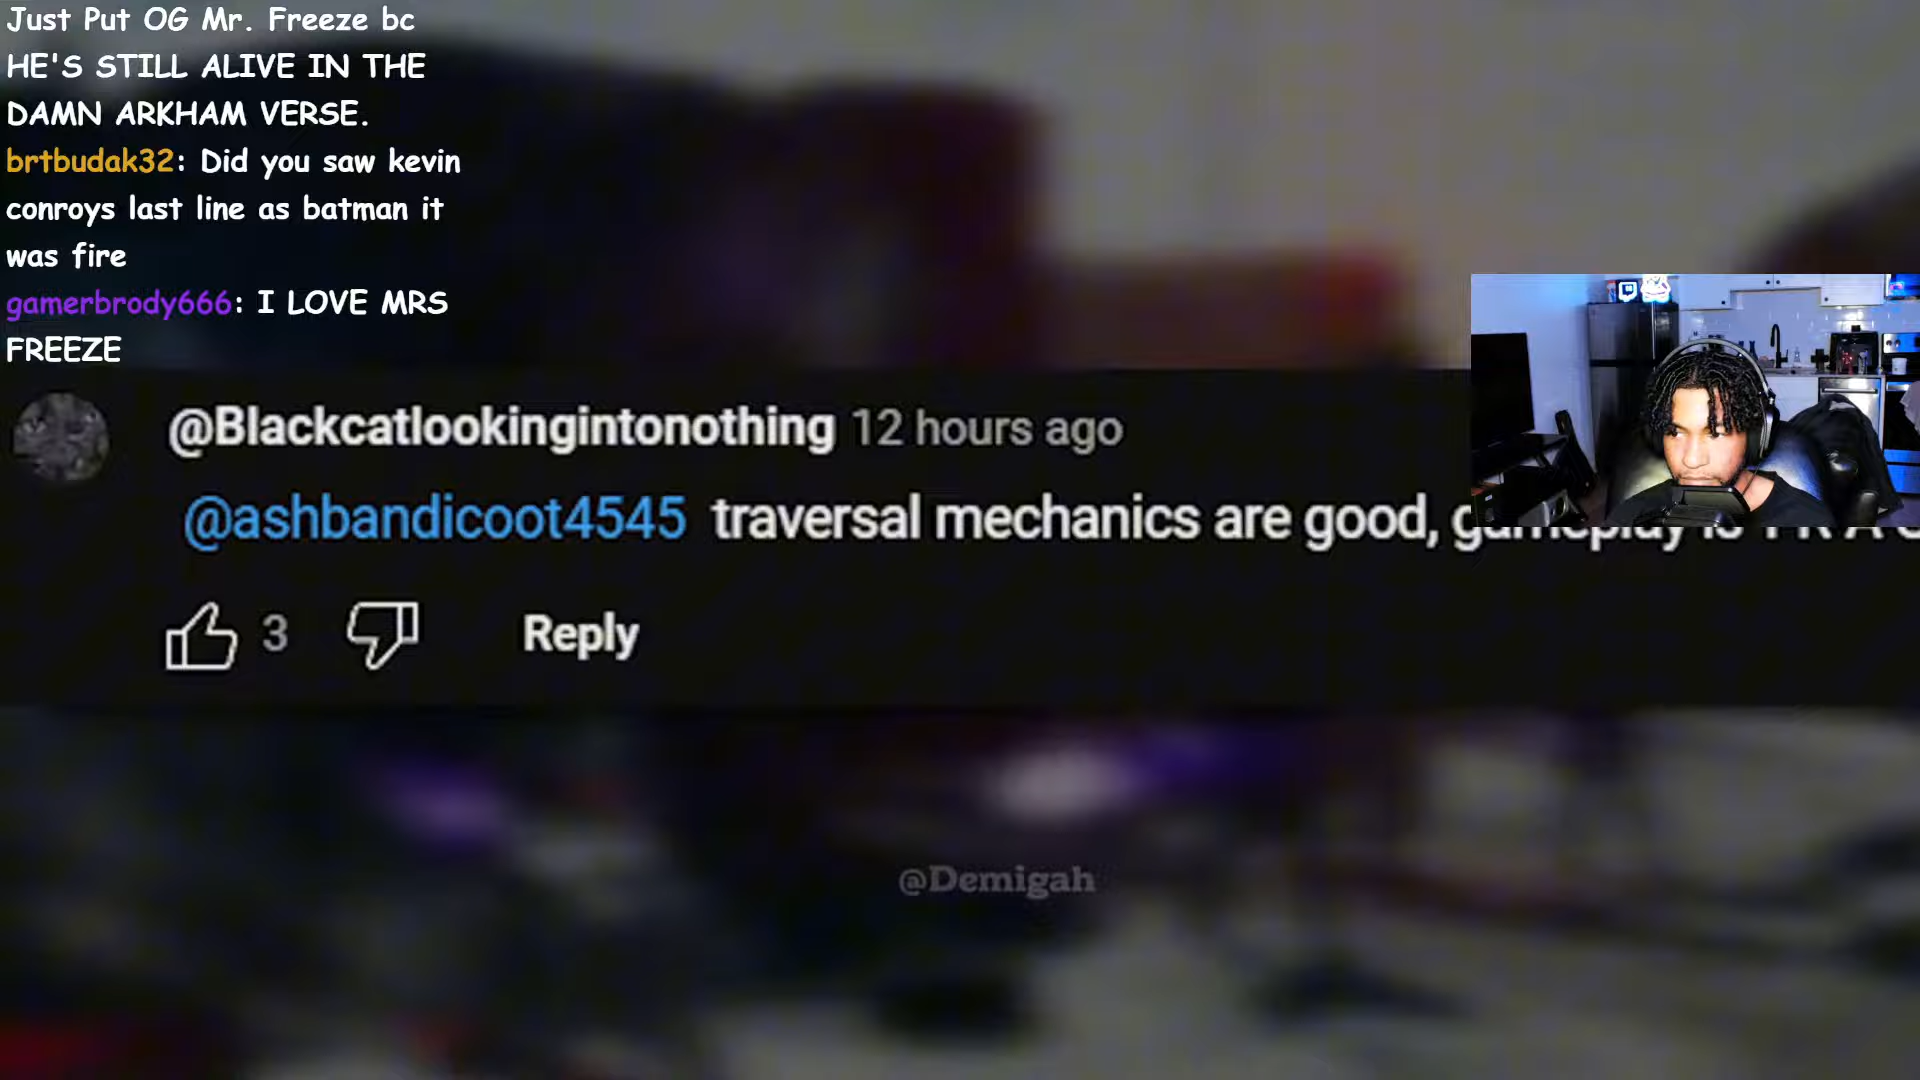 Just Put OG Mr. Freeze bc
HE'S STILL ALIVE IN THE
DAMN ARKHAM VERSE.
brtbudak32: Did you saw kevin
conroys last line as batman it
was fire
gamerbrody666: I LOVE MRS
FREEZE
@Blackcatlookingintonothing 12 hours ago
@ashbandicoot4545 traversal mechanics are good, gameplay is
3 Reply
@Demigah